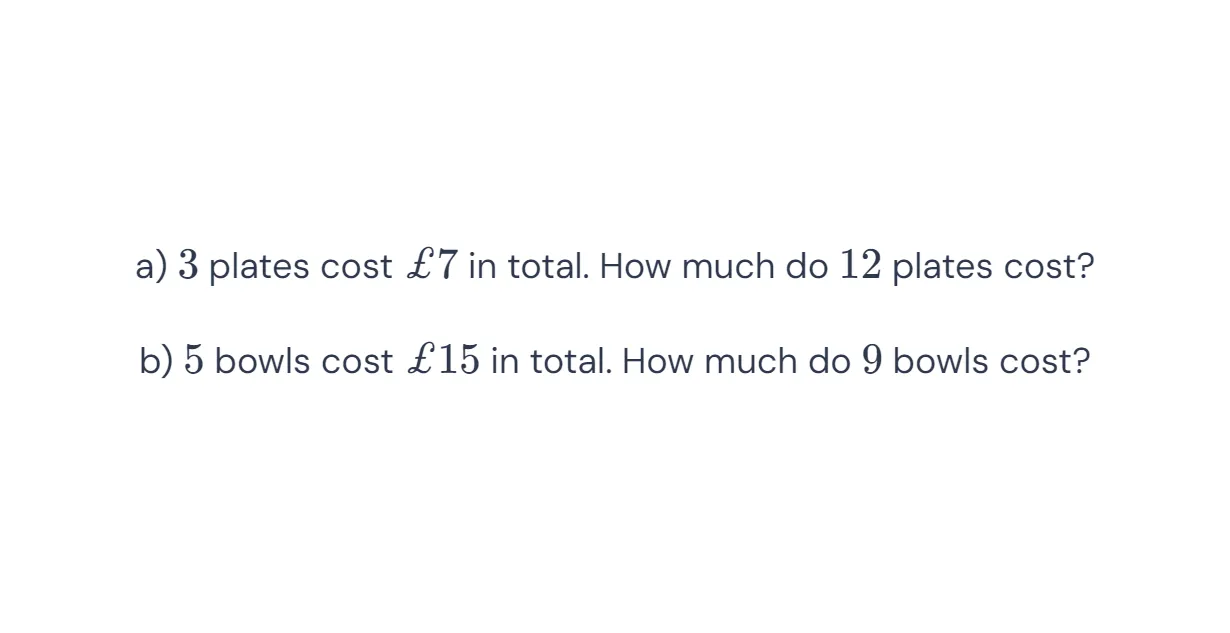 a) 3 plates cost £7 in total. How much do 12 plates cost?
b) 5 bowls cost £15 in total. How much do 9 bowls cost?